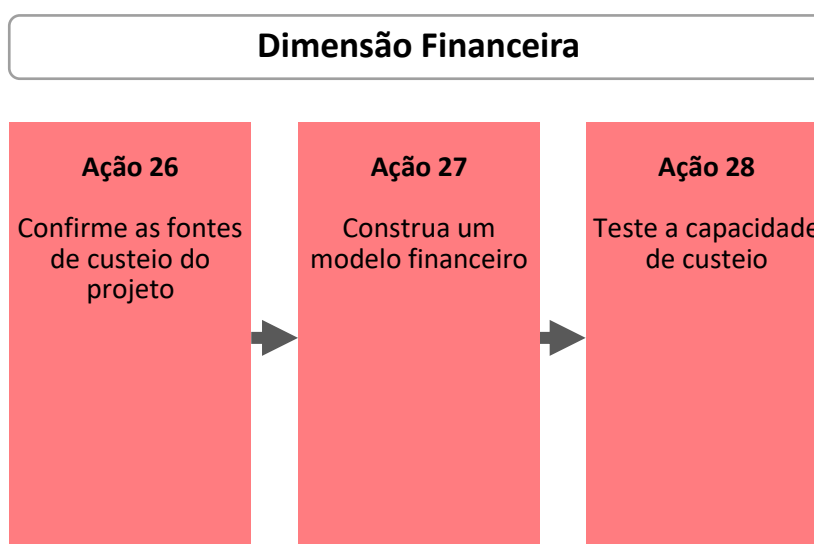 Dimensão Financeira
Ação 26
Confirme as fontes
de custeio do
projeto
Ação 27
Construa um
modelo financeiro
Ação 28
Teste a capacidade
de custeio